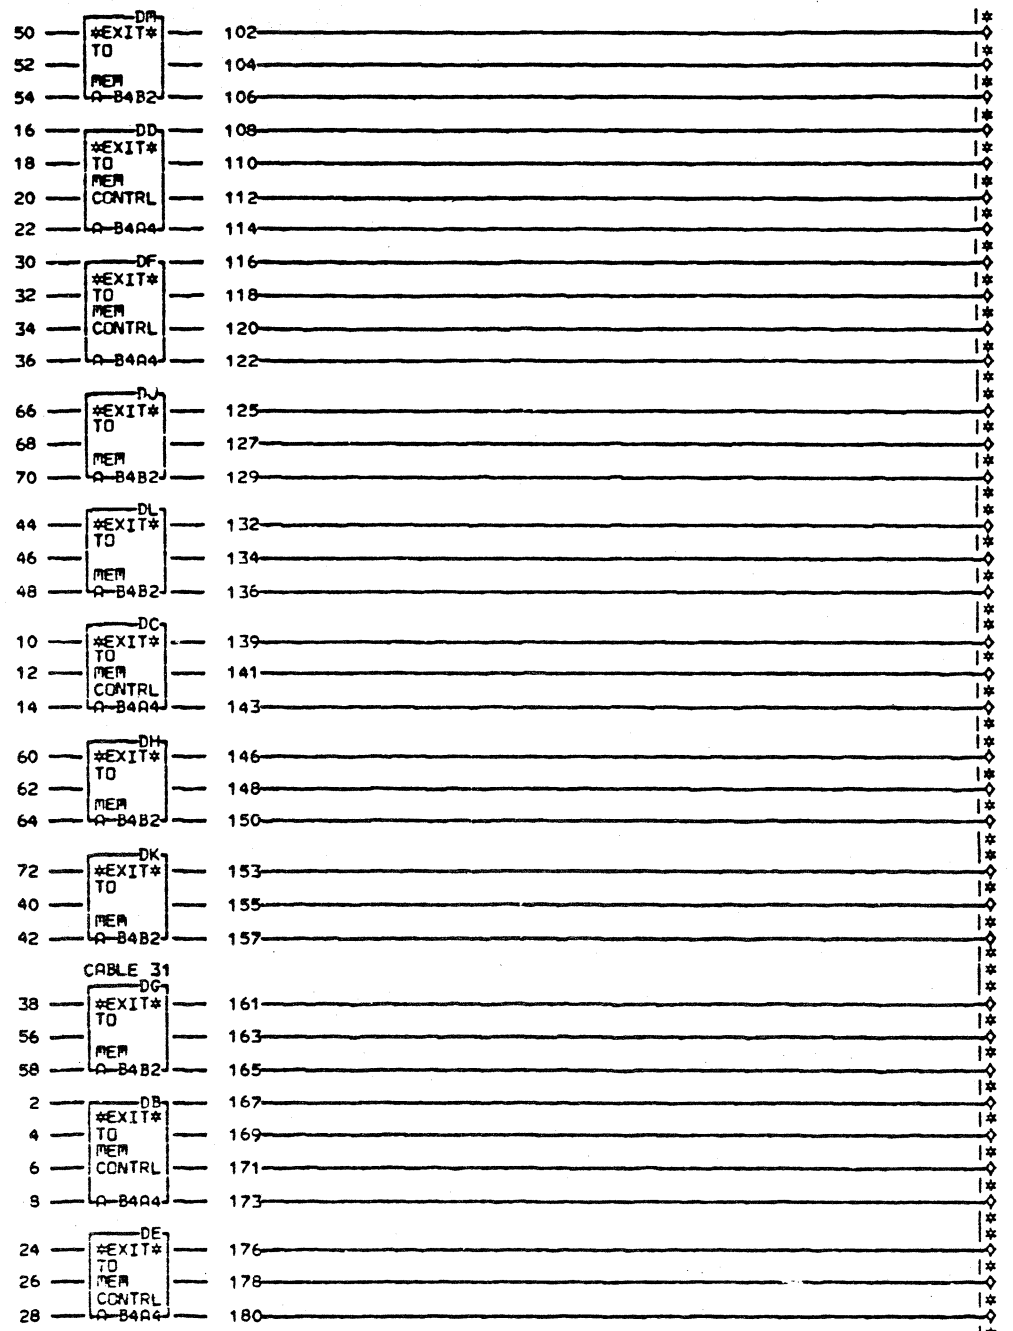 DM
50 *EXIT* 102
TO
52 104
MEM
54 A B4B2 106
16 DD 108
*EXIT*
18 TO 110
MEM
20 CONTRL 112
22 A B4A4 114
30 DF 116
*EXIT*
32 TO 118
MEM
34 CONTRL 120
36 A B4A4 122
DJ
66 *EXIT* 125
TO
68 127
MEM
70 A B4B2 129
DL
44 *EXIT* 132
TO
46 134
MEM
48 A B4B2 136
DC
10 *EXIT* 139
TO
12 MEM 141
CONTRL
14 A B4A4 143
DH
60 *EXIT* 146
TO
62 148
MEM
64 A B4B2 150
DK
72 *EXIT* 153
TO
40 155
MEM
42 A B4B2 157
CABLE 31
DG
38 *EXIT* 161
TO
56 163
MEM
58 A B4B2 165
2 DB 167
*EXIT*
4 TO 169
MEM
6 CONTRL 171
8 A B4A4 173
DE
24 *EXIT* 176
TO
26 MEM 178
CONTRL
28 A B4A4 180